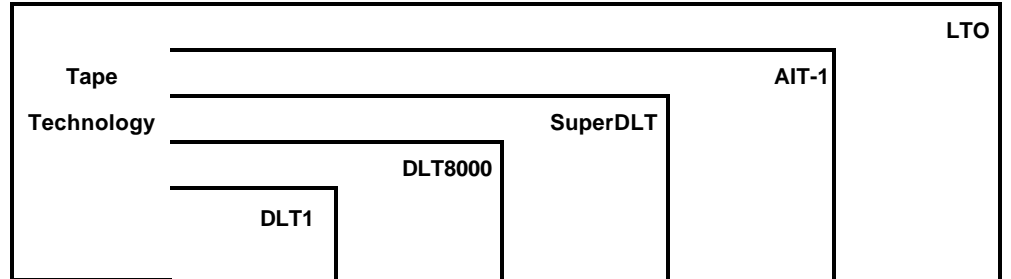 LTO
Tape
AIT-1
Technology
SuperDLT
DLT8000
DLT1